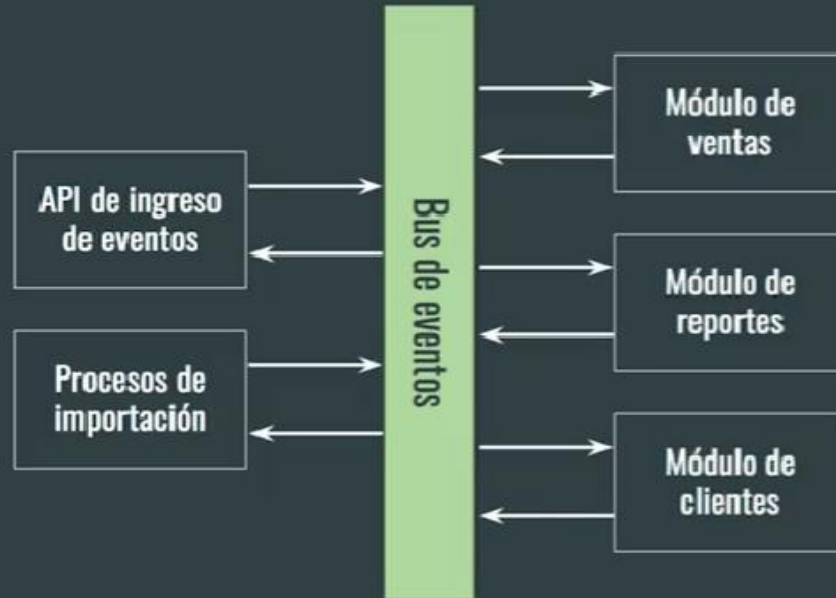 API de ingreso
de eventos
Procesos de
importación
Bus de eventos
Módulo de
ventas
Módulo de
reportes
Módulo de
clientes